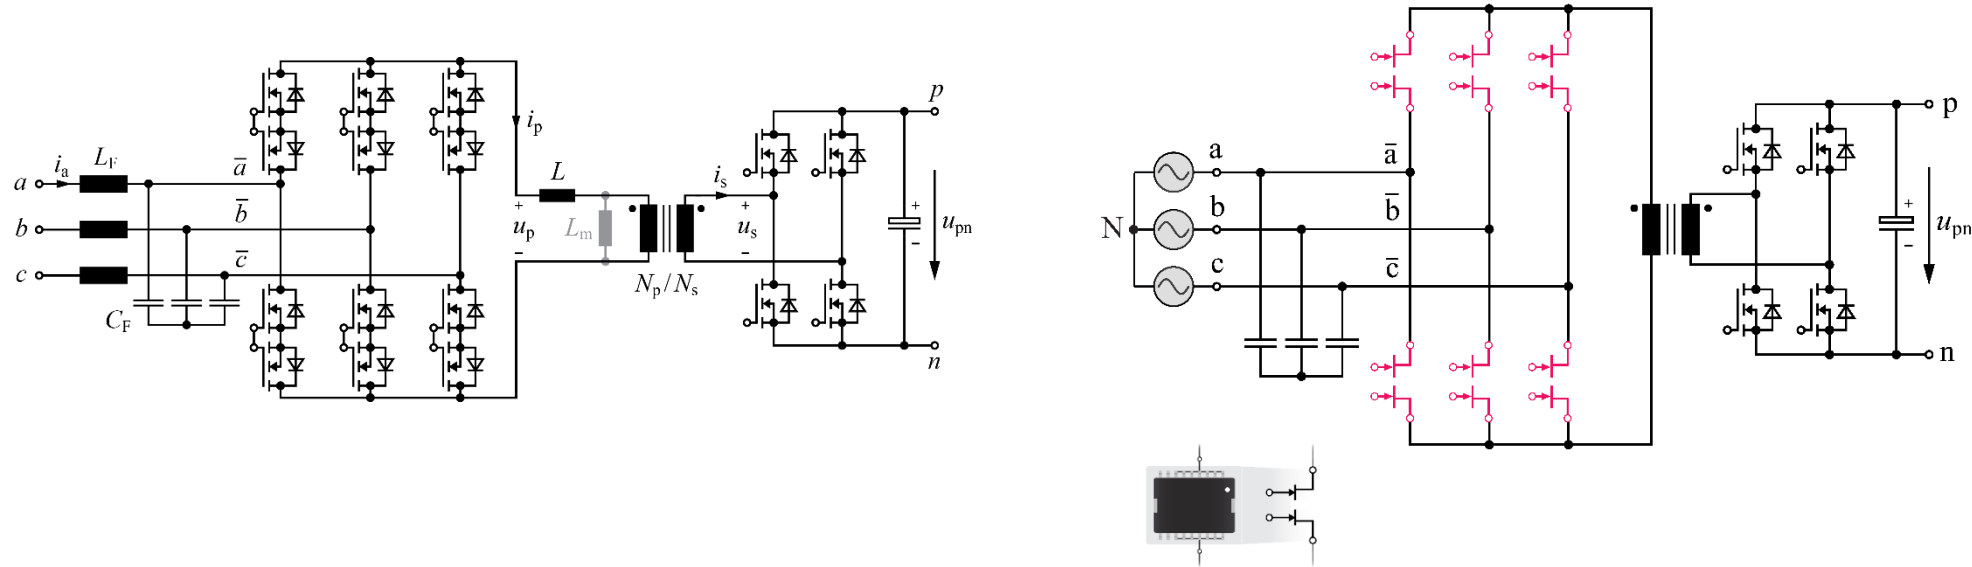 a
i_a
L_F
b
c
C_F
a̅
b̅
c̅
i_p
+
u_p
−
L
L_m
N_p/N_s
i_s
+
u_s
−
p
+
u_pn
−
n
N
a
b
c
a̅
b̅
c̅
p
+
u_pn
−
n